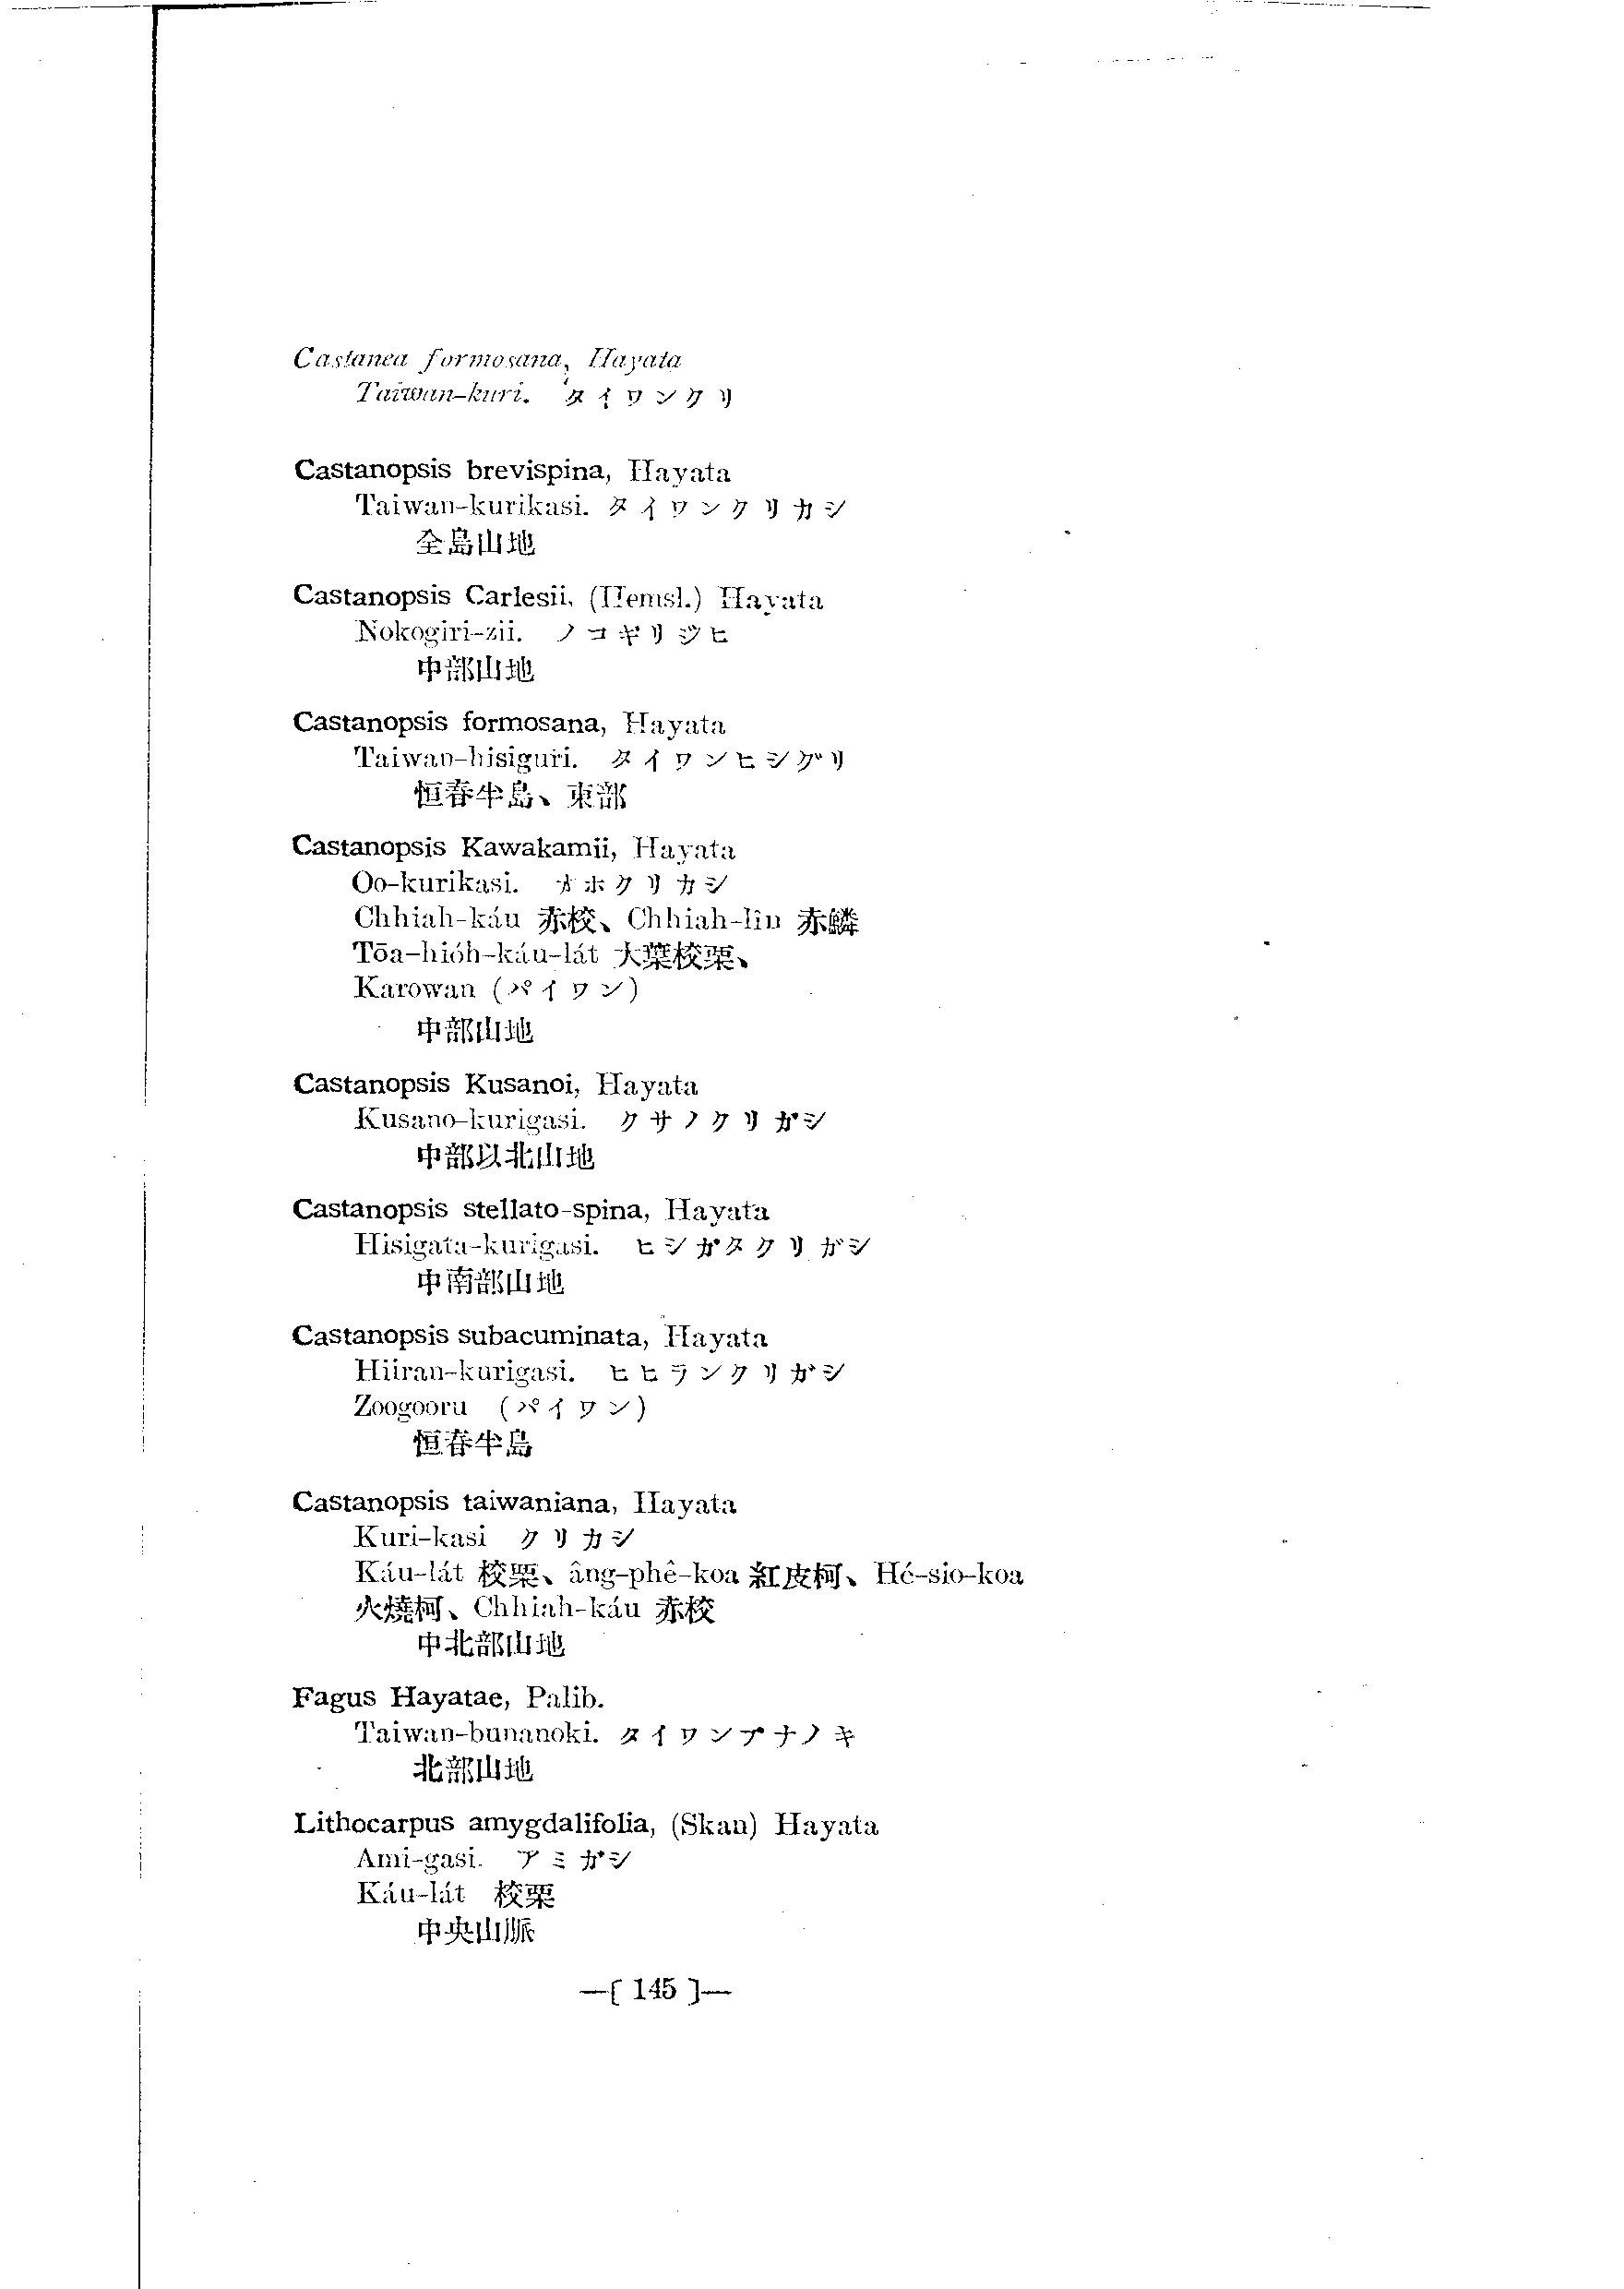 Castanea formosana, Hayata
Taiwan-kuri. タイワンクリ
Castanopsis brevispina, Hayata
Taiwan-kurikasi. タイワンクリカシ
全島山地
Castanopsis Carlesii, (Hemsl.) Hayata
Nokogiri-zii. ノコギリジヒ
中部山地
Castanopsis formosana, Hayata
Taiwan-hisiguri. タイワンヒシグリ
恒春半島、東部
Castanopsis Kawakamii, Hayata
Oo-kurikasi. オホクリカシ
Chhiah-káu 赤校、Chhiah-lîn 赤鱗
Tōa-hióh-káu-lát 大葉校栗、
Karowan (パイワン)
中部山地
Castanopsis Kusanoi, Hayata
Kusano-kurigasi. クサノクリガシ
中部以北山地
Castanopsis stellato-spina, Hayata
Hisigata-kurigasi. ヒシガタクリガシ
中南部山地
Castanopsis subacuminata, Hayata
Hiiran-kurigasi. ヒヒランクリガシ
Zoogooru (パイワン)
恒春半島
Castanopsis taiwaniana, Hayata
Kuri-kasi クリカシ
Káu-lát 校栗、âng-phê-koa 紅皮柯、Hé-sio-koa
火燒柯、Chhiah-káu 赤校
中北部山地
Fagus Hayatae, Palib.
Taiwan-bunanoki. タイワンブナノキ
北部山地
Lithocarpus amygdalifolia, (Skan) Hayata
Ami-gasi. アミガシ
Káu-lát 校栗
中央山脈
—[ 145 ]—